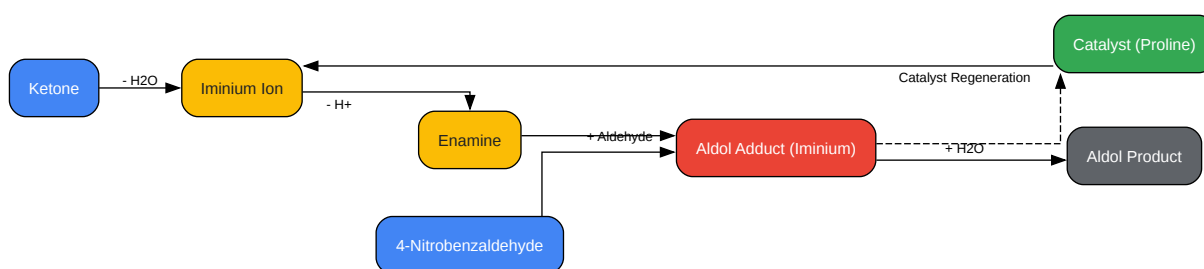 Catalyst (Proline)
Ketone
- H2O
Iminium Ion
Catalyst Regeneration
- H+
Enamine
+ Aldehyde
Aldol Adduct (Iminium)
+ H2O
Aldol Product
4-Nitrobenzaldehyde